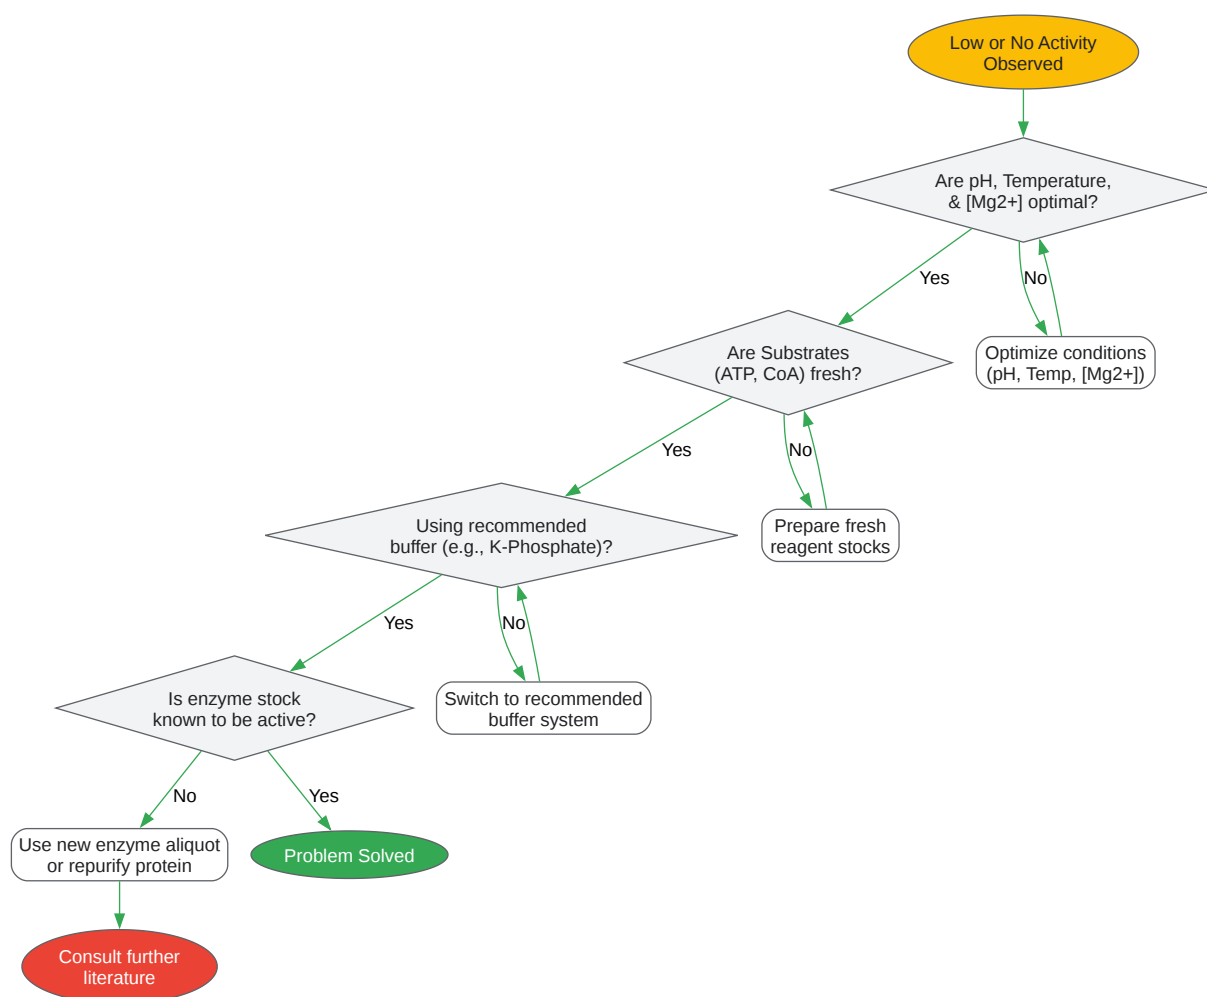 Low or No Activity
Observed
Are pH, Temperature,
& [Mg2+] optimal?
Yes
No
Are Substrates
(ATP, CoA) fresh?
Optimize conditions
(pH, Temp, [Mg2+])
Yes
No
Using recommended
buffer (e.g., K-Phosphate)?
Prepare fresh
reagent stocks
Yes
No
Is enzyme stock
known to be active?
Switch to recommended
buffer system
No
Yes
Use new enzyme aliquot
or repurify protein
Problem Solved
Consult further
literature